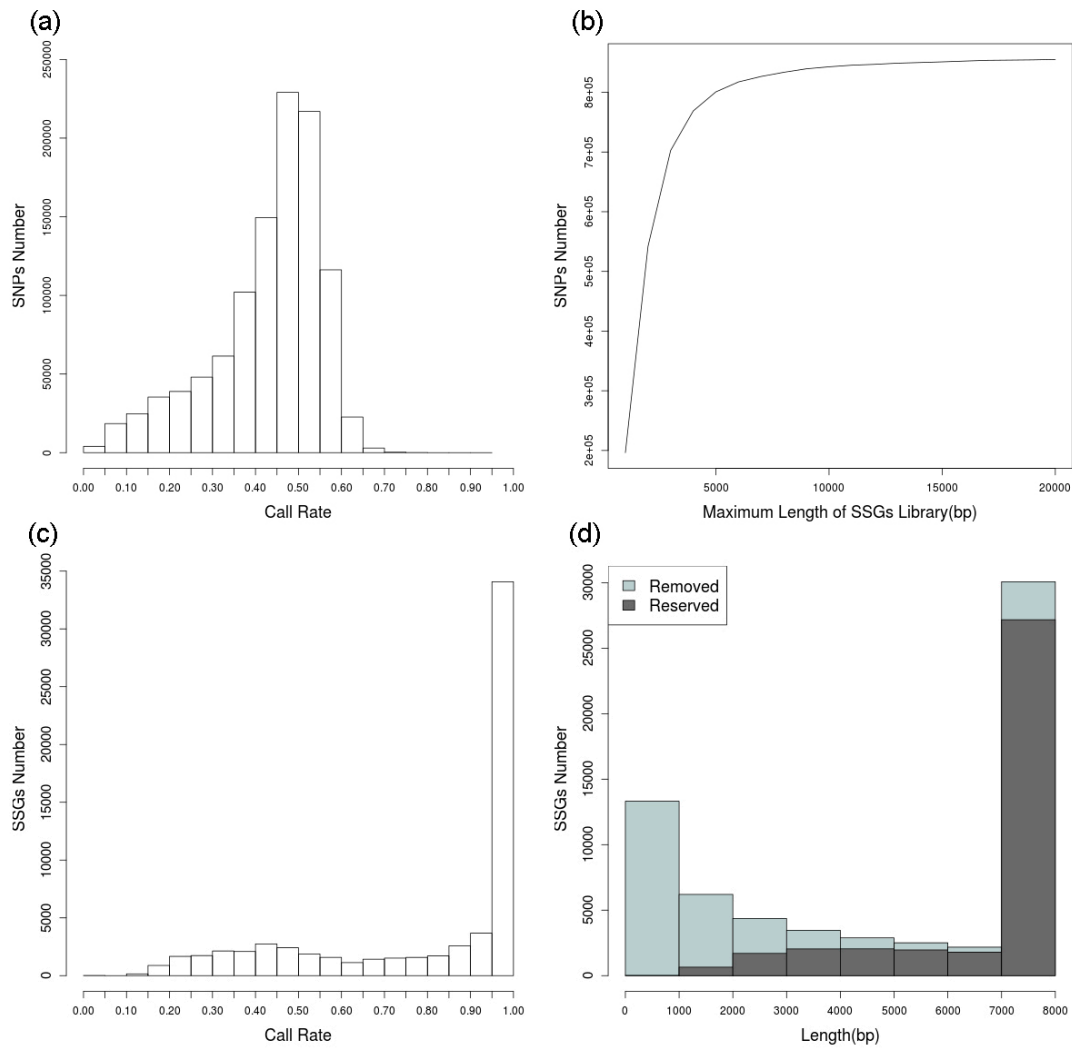 (a)
250000
200000
150000
100000
50000
0
SNPs Number
0.00 0.10 0.20 0.30 0.40 0.50 0.60 0.70 0.80 0.90 1.00
Call Rate
(b)
8e+05
7e+05
6e+05
5e+05
4e+05
3e+05
2e+05
SNPs Number
5000 10000 15000 20000
Maximum Length of SSGs Library(bp)
(c)
35000
30000
25000
20000
15000
10000
5000
0
SSGs Number
0.00 0.10 0.20 0.30 0.40 0.50 0.60 0.70 0.80 0.90 1.00
Call Rate
(d)
Removed
Reserved
30000
25000
20000
15000
10000
5000
0
SSGs Number
0 1000 2000 3000 4000 5000 6000 7000 8000
Length(bp)